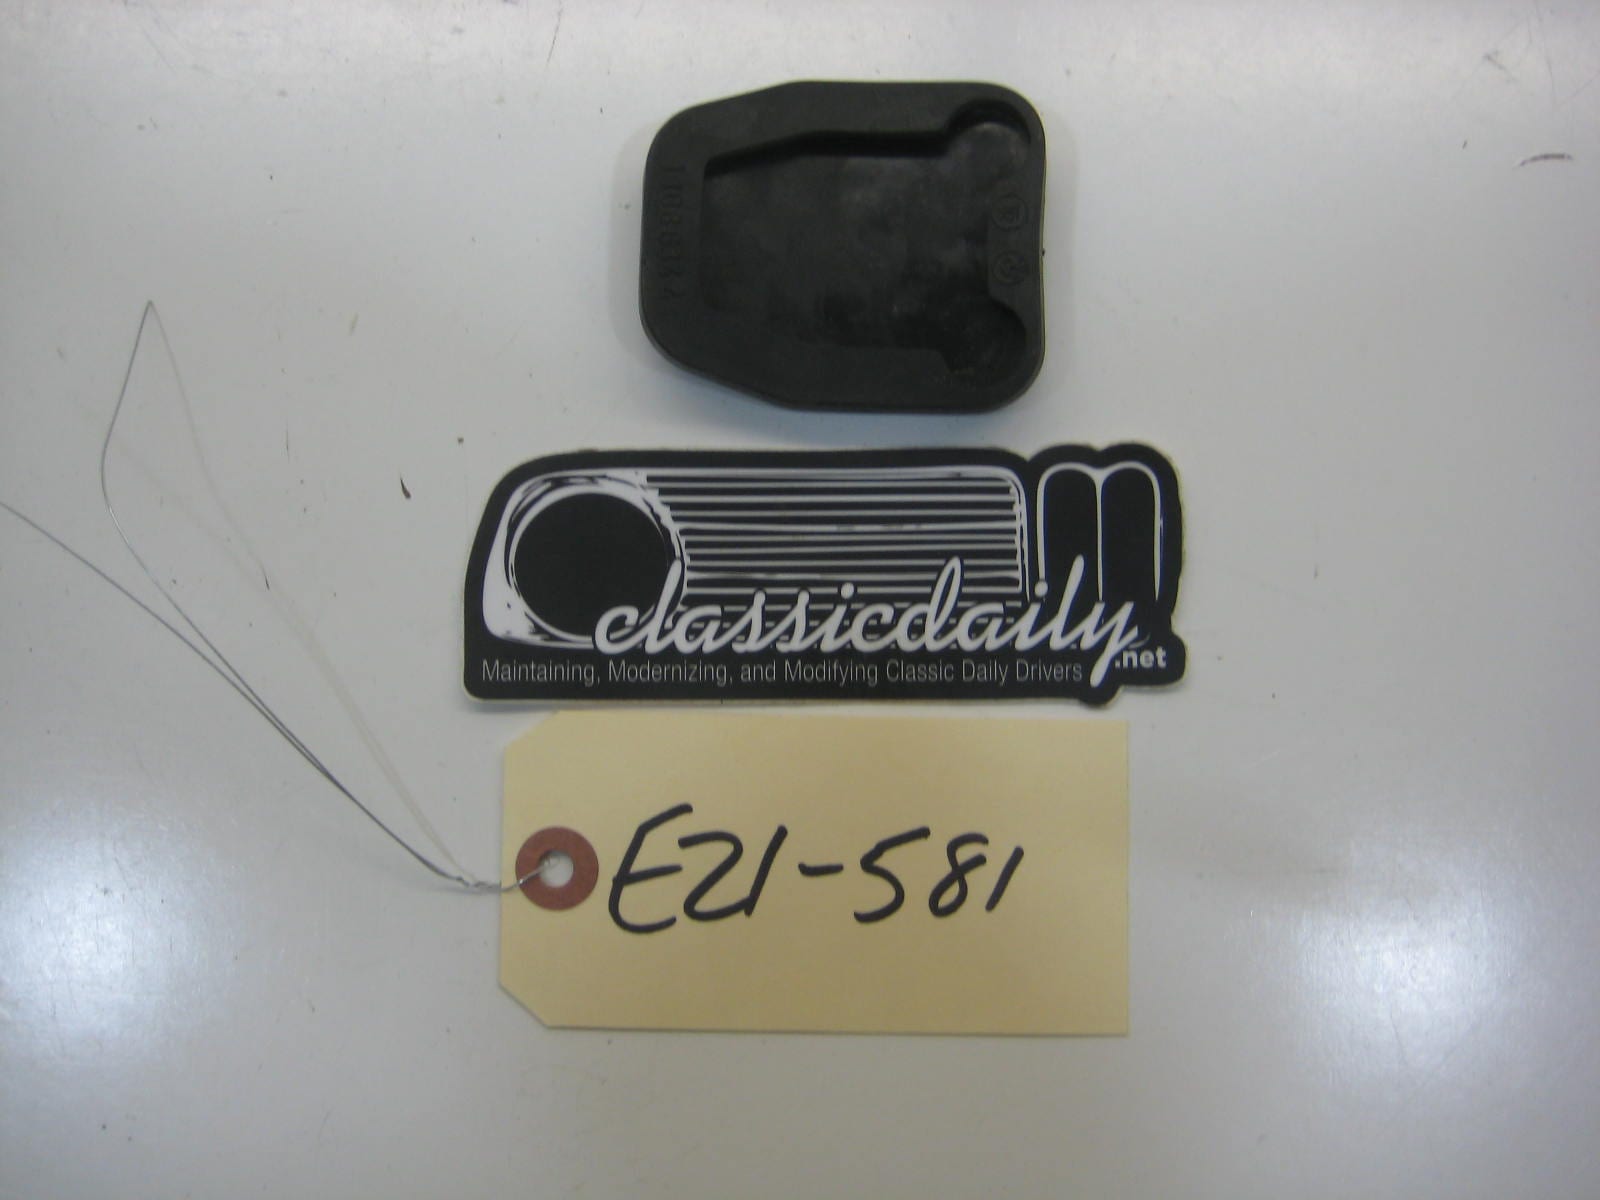 classicdaily
.net
Maintaining, Modernizing, and Modifying Classic Daily Drivers
E21-581